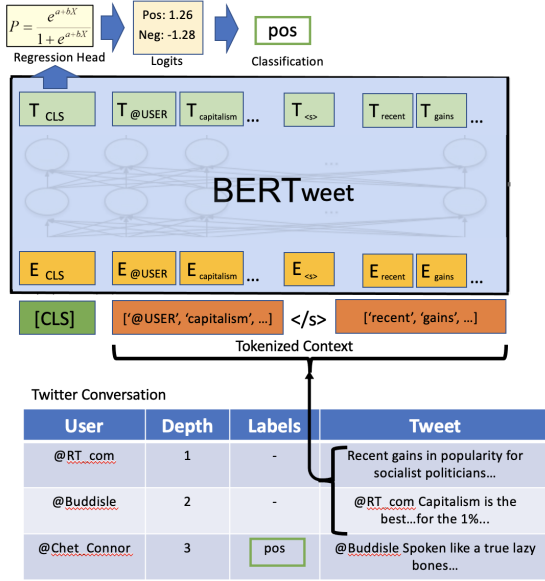 P = e^{a+bX} / 1 + e^{a+bX}
Pos: 1.26
Neg: -1.28
pos
Regression Head
Logits
Classification
T CLS
T @USER
T capitalism
...
T <s>
T recent
T gains
...
...
...
BERTweet
E CLS
E @USER
E capitalism
...
E <s>
E recent
E gains
...
[CLS]
['@USER', 'capitalism', ...]
</s>
['recent', 'gains', ...]
Tokenized Context
Twitter Conversation
User Depth Labels Tweet
@RT_com 1 - Recent gains in popularity for
socialist politicians...
@Buddisle 2 - @RT_com Capitalism is the
best...for the 1%...
@Chet_Connor 3 pos @Buddisle Spoken like a true lazy
bones...